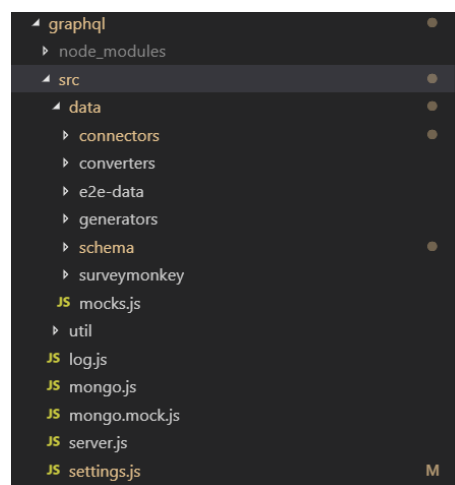 graphql
node_modules
src
data
connectors
converters
e2e-data
generators
schema
surveymonkey
JS mocks.js
util
JS log.js
JS mongo.js
JS mongo.mock.js
JS server.js
JS settings.js M